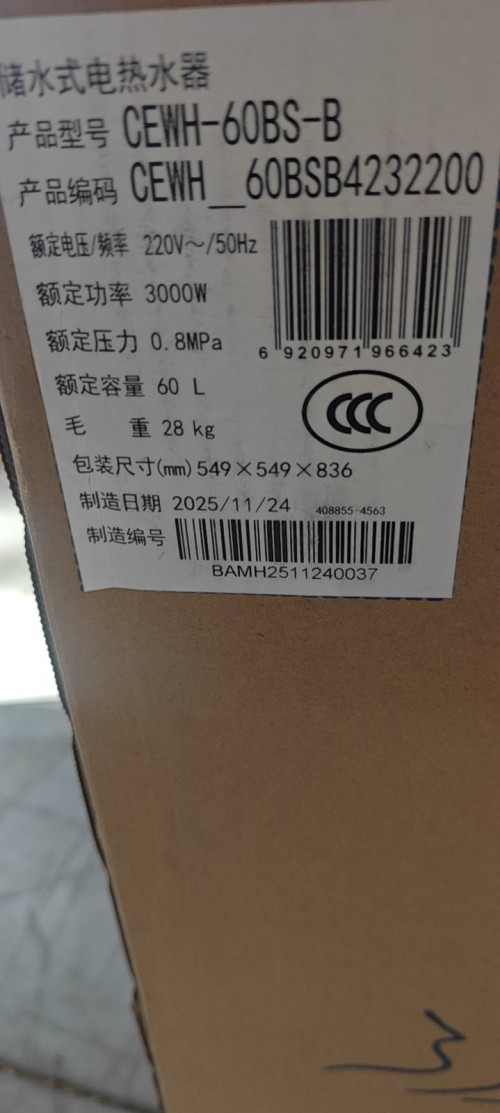 储水式电热水器
产品型号 CEWH-60BS-B
产品编码 CEWH__60BSB4232200
额定电压/频率 220V～/50Hz
额定功率 3000W
额定压力 0.8MPa
6 920971 966423
额定容量 60 L
CCC
毛 重 28 kg
包装尺寸(mm) 549×549×836
制造日期 2025/11/24 408855-4563
制造编号
BAMH2511240037